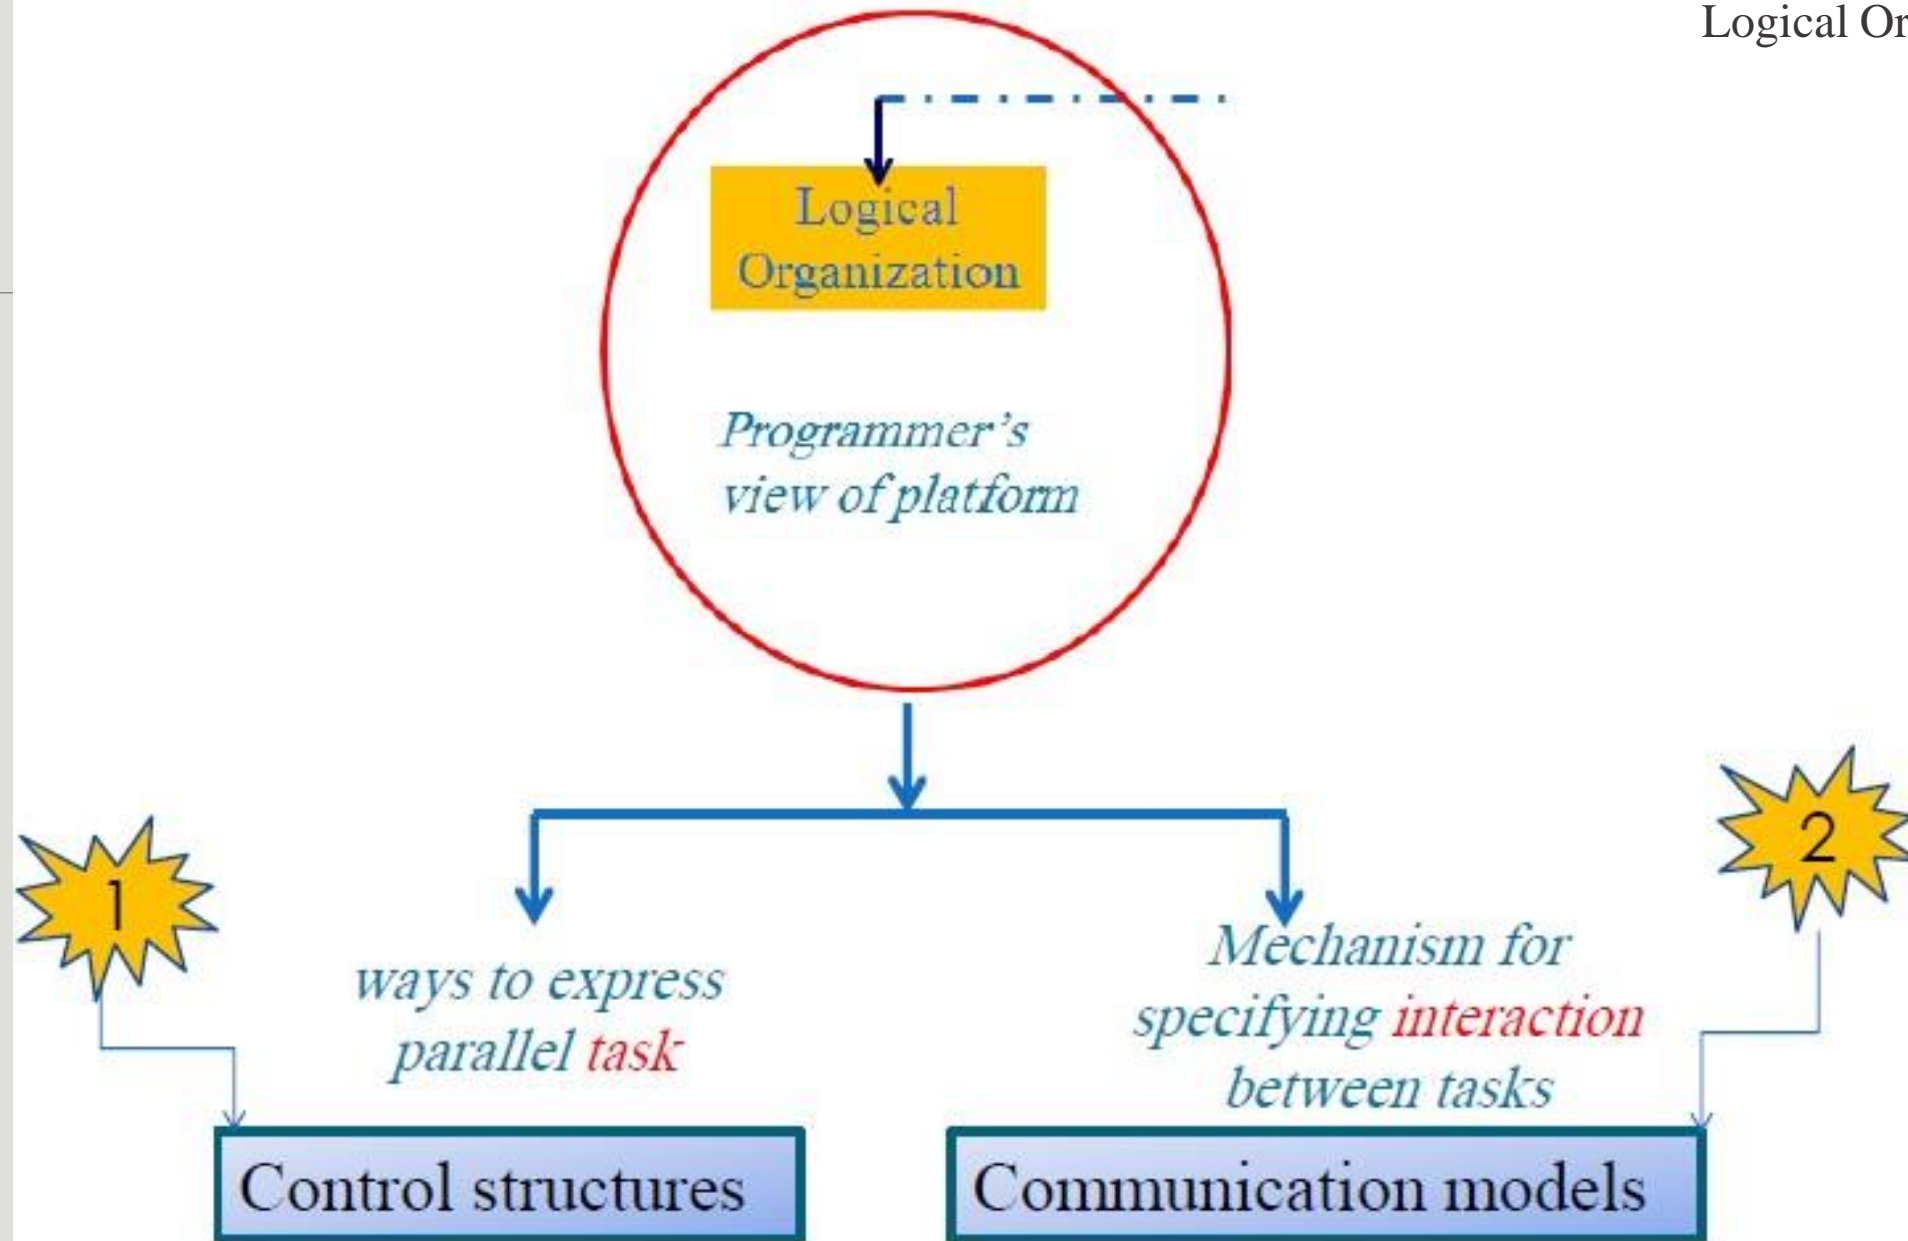 Logical Or
Logical
Organization
Programmer's
view of platform
1
2
ways to express
parallel task
Mechanism for
specifying interaction
between tasks
Control structures
Communication models